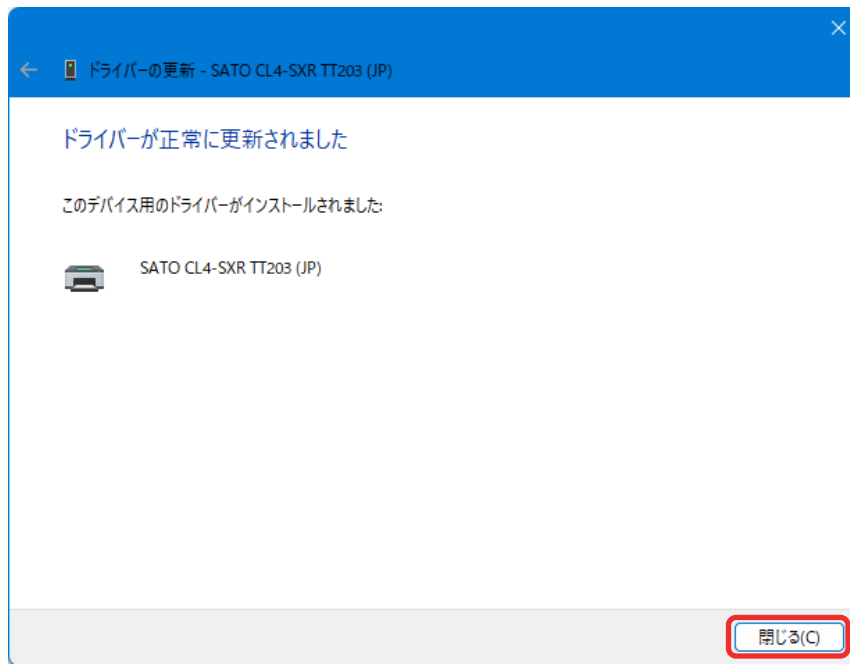 ドライバーの更新 - SATO CL4-SXR TT203 (JP)
ドライバーが正常に更新されました
このデバイス用のドライバーがインストールされました:
SATO CL4-SXR TT203 (JP)
閉じる(C)